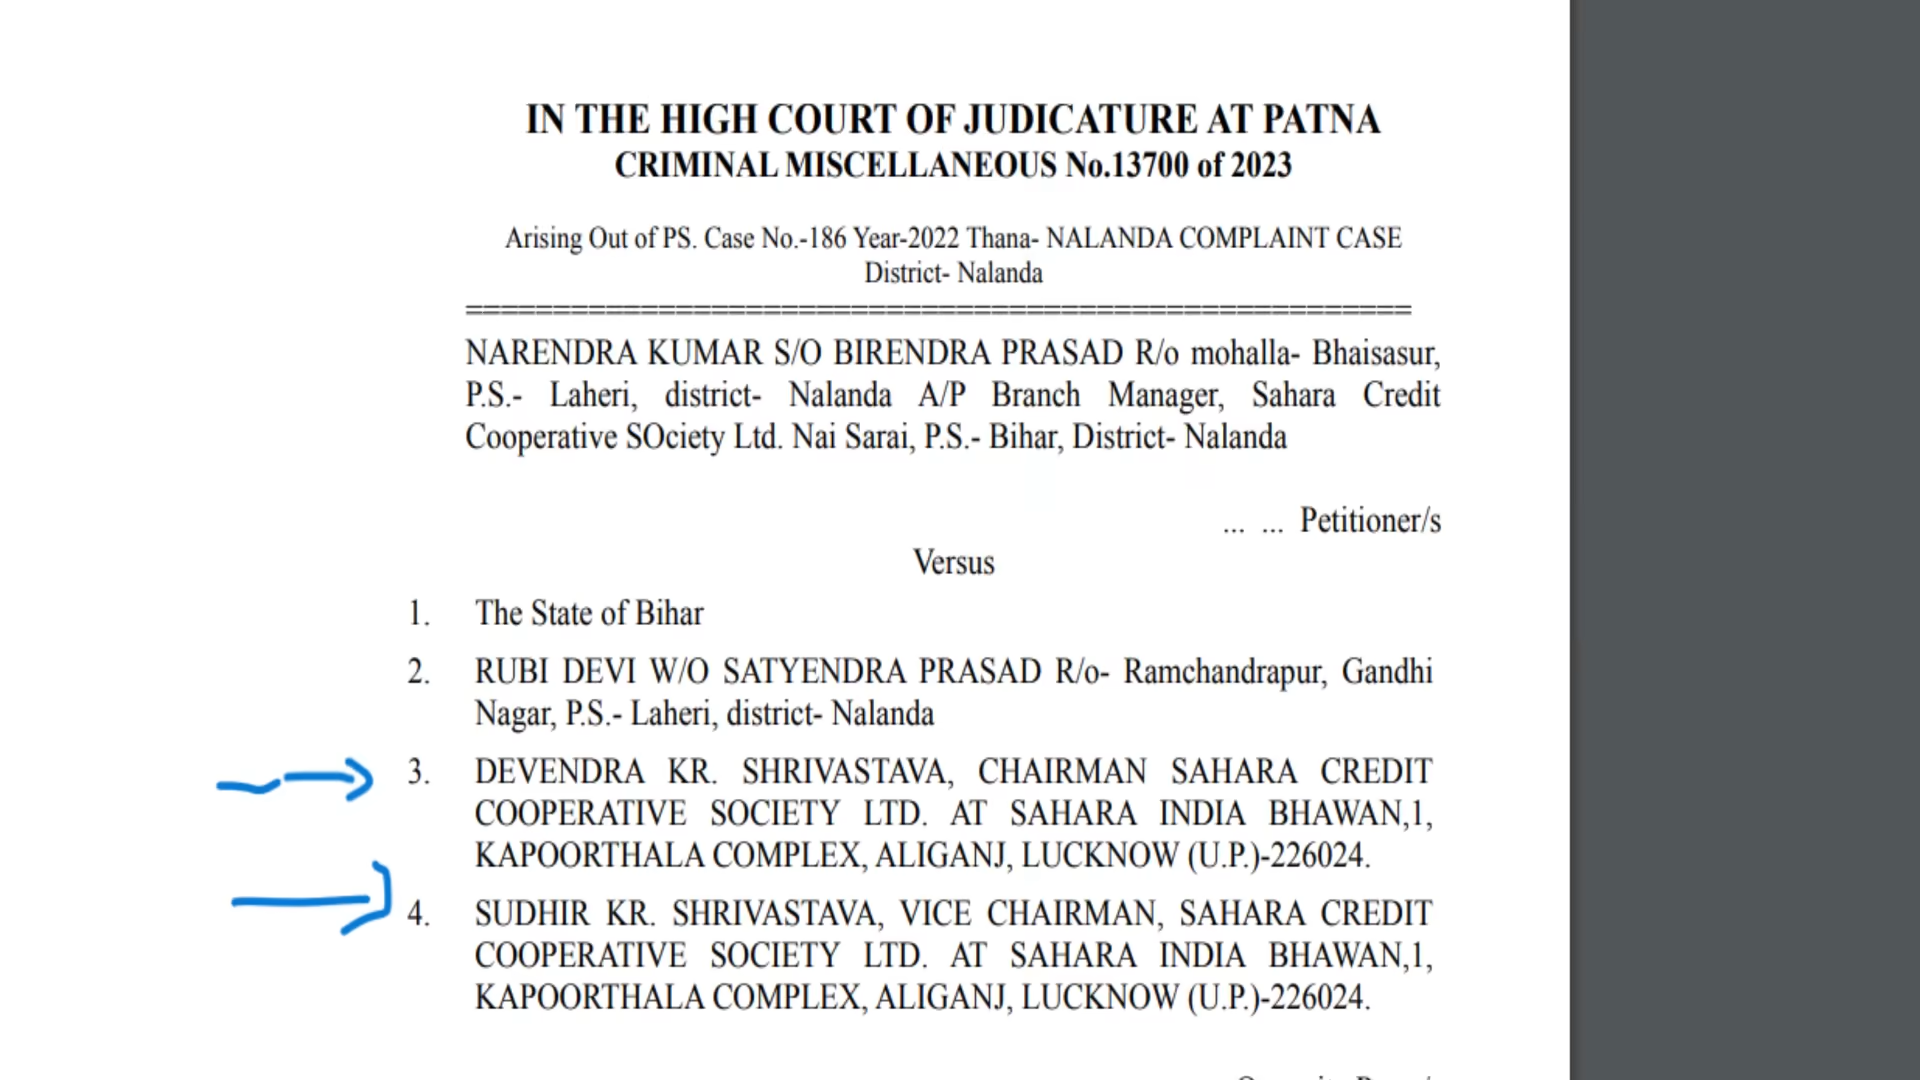 IN THE HIGH COURT OF JUDICATURE AT PATNA
CRIMINAL MISCELLANEOUS No.13700 of 2023
Arising Out of PS. Case No.-186 Year-2022 Thana- NALANDA COMPLAINT CASE
District- Nalanda
======================================================
NARENDRA KUMAR S/O BIRENDRA PRASAD R/o mohalla- Bhaisasur,
P.S.- Laheri, district- Nalanda A/P Branch Manager, Sahara Credit
Cooperative SOciety Ltd. Nai Sarai, P.S.- Bihar, District- Nalanda
... ... Petitioner/s
Versus
1. The State of Bihar
2. RUBI DEVI W/O SATYENDRA PRASAD R/o- Ramchandrapur, Gandhi
Nagar, P.S.- Laheri, district- Nalanda
3. DEVENDRA KR. SHRIVASTAVA, CHAIRMAN SAHARA CREDIT
COOPERATIVE SOCIETY LTD. AT SAHARA INDIA BHAWAN,1,
KAPOORTHALA COMPLEX, ALIGANJ, LUCKNOW (U.P.)-226024.
4. SUDHIR KR. SHRIVASTAVA, VICE CHAIRMAN, SAHARA CREDIT
COOPERATIVE SOCIETY LTD. AT SAHARA INDIA BHAWAN,1,
KAPOORTHALA COMPLEX, ALIGANJ, LUCKNOW (U.P.)-226024.